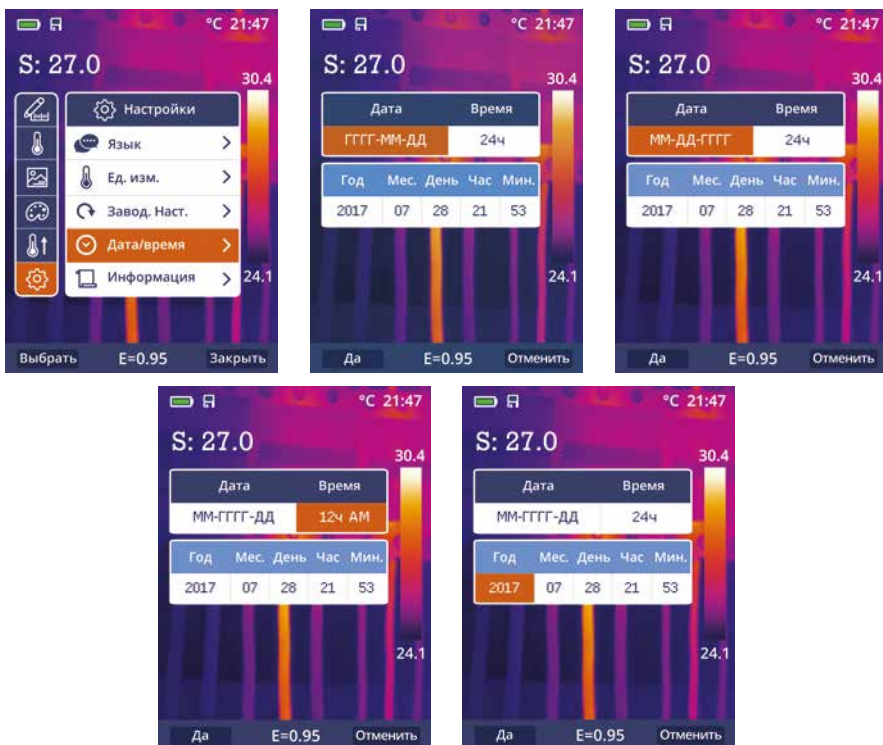 °C 21:47
S: 27.0
30.4
Настройки
Язык
Ед. изм.
Завод. Наст.
Дата/время
Информация
24.1
Выбрать E=0.95 Закрыть
°C 21:47
S: 27.0
30.4
Дата Время
ГГГГ-ММ-ДД 24ч
Год Мес. День Час Мин.
2017 07 28 21 53
24.1
Да E=0.95 Отменить
°C 21:47
S: 27.0
30.4
Дата Время
ММ-ДД-ГГГГ 24ч
Год Мес. День Час Мин.
2017 07 28 21 53
24.1
Да E=0.95 Отменить
°C 21:47
S: 27.0
30.4
Дата Время
ММ-ГГГГ-ДД 12ч AM
Год Мес. День Час Мин.
2017 07 28 21 53
24.1
Да E=0.95 Отменить
°C 21:47
S: 27.0
30.4
Дата Время
ММ-ГГГГ-ДД 24ч
Год Мес. День Час Мин.
2017 07 28 21 53
24.1
Да E=0.95 Отменить